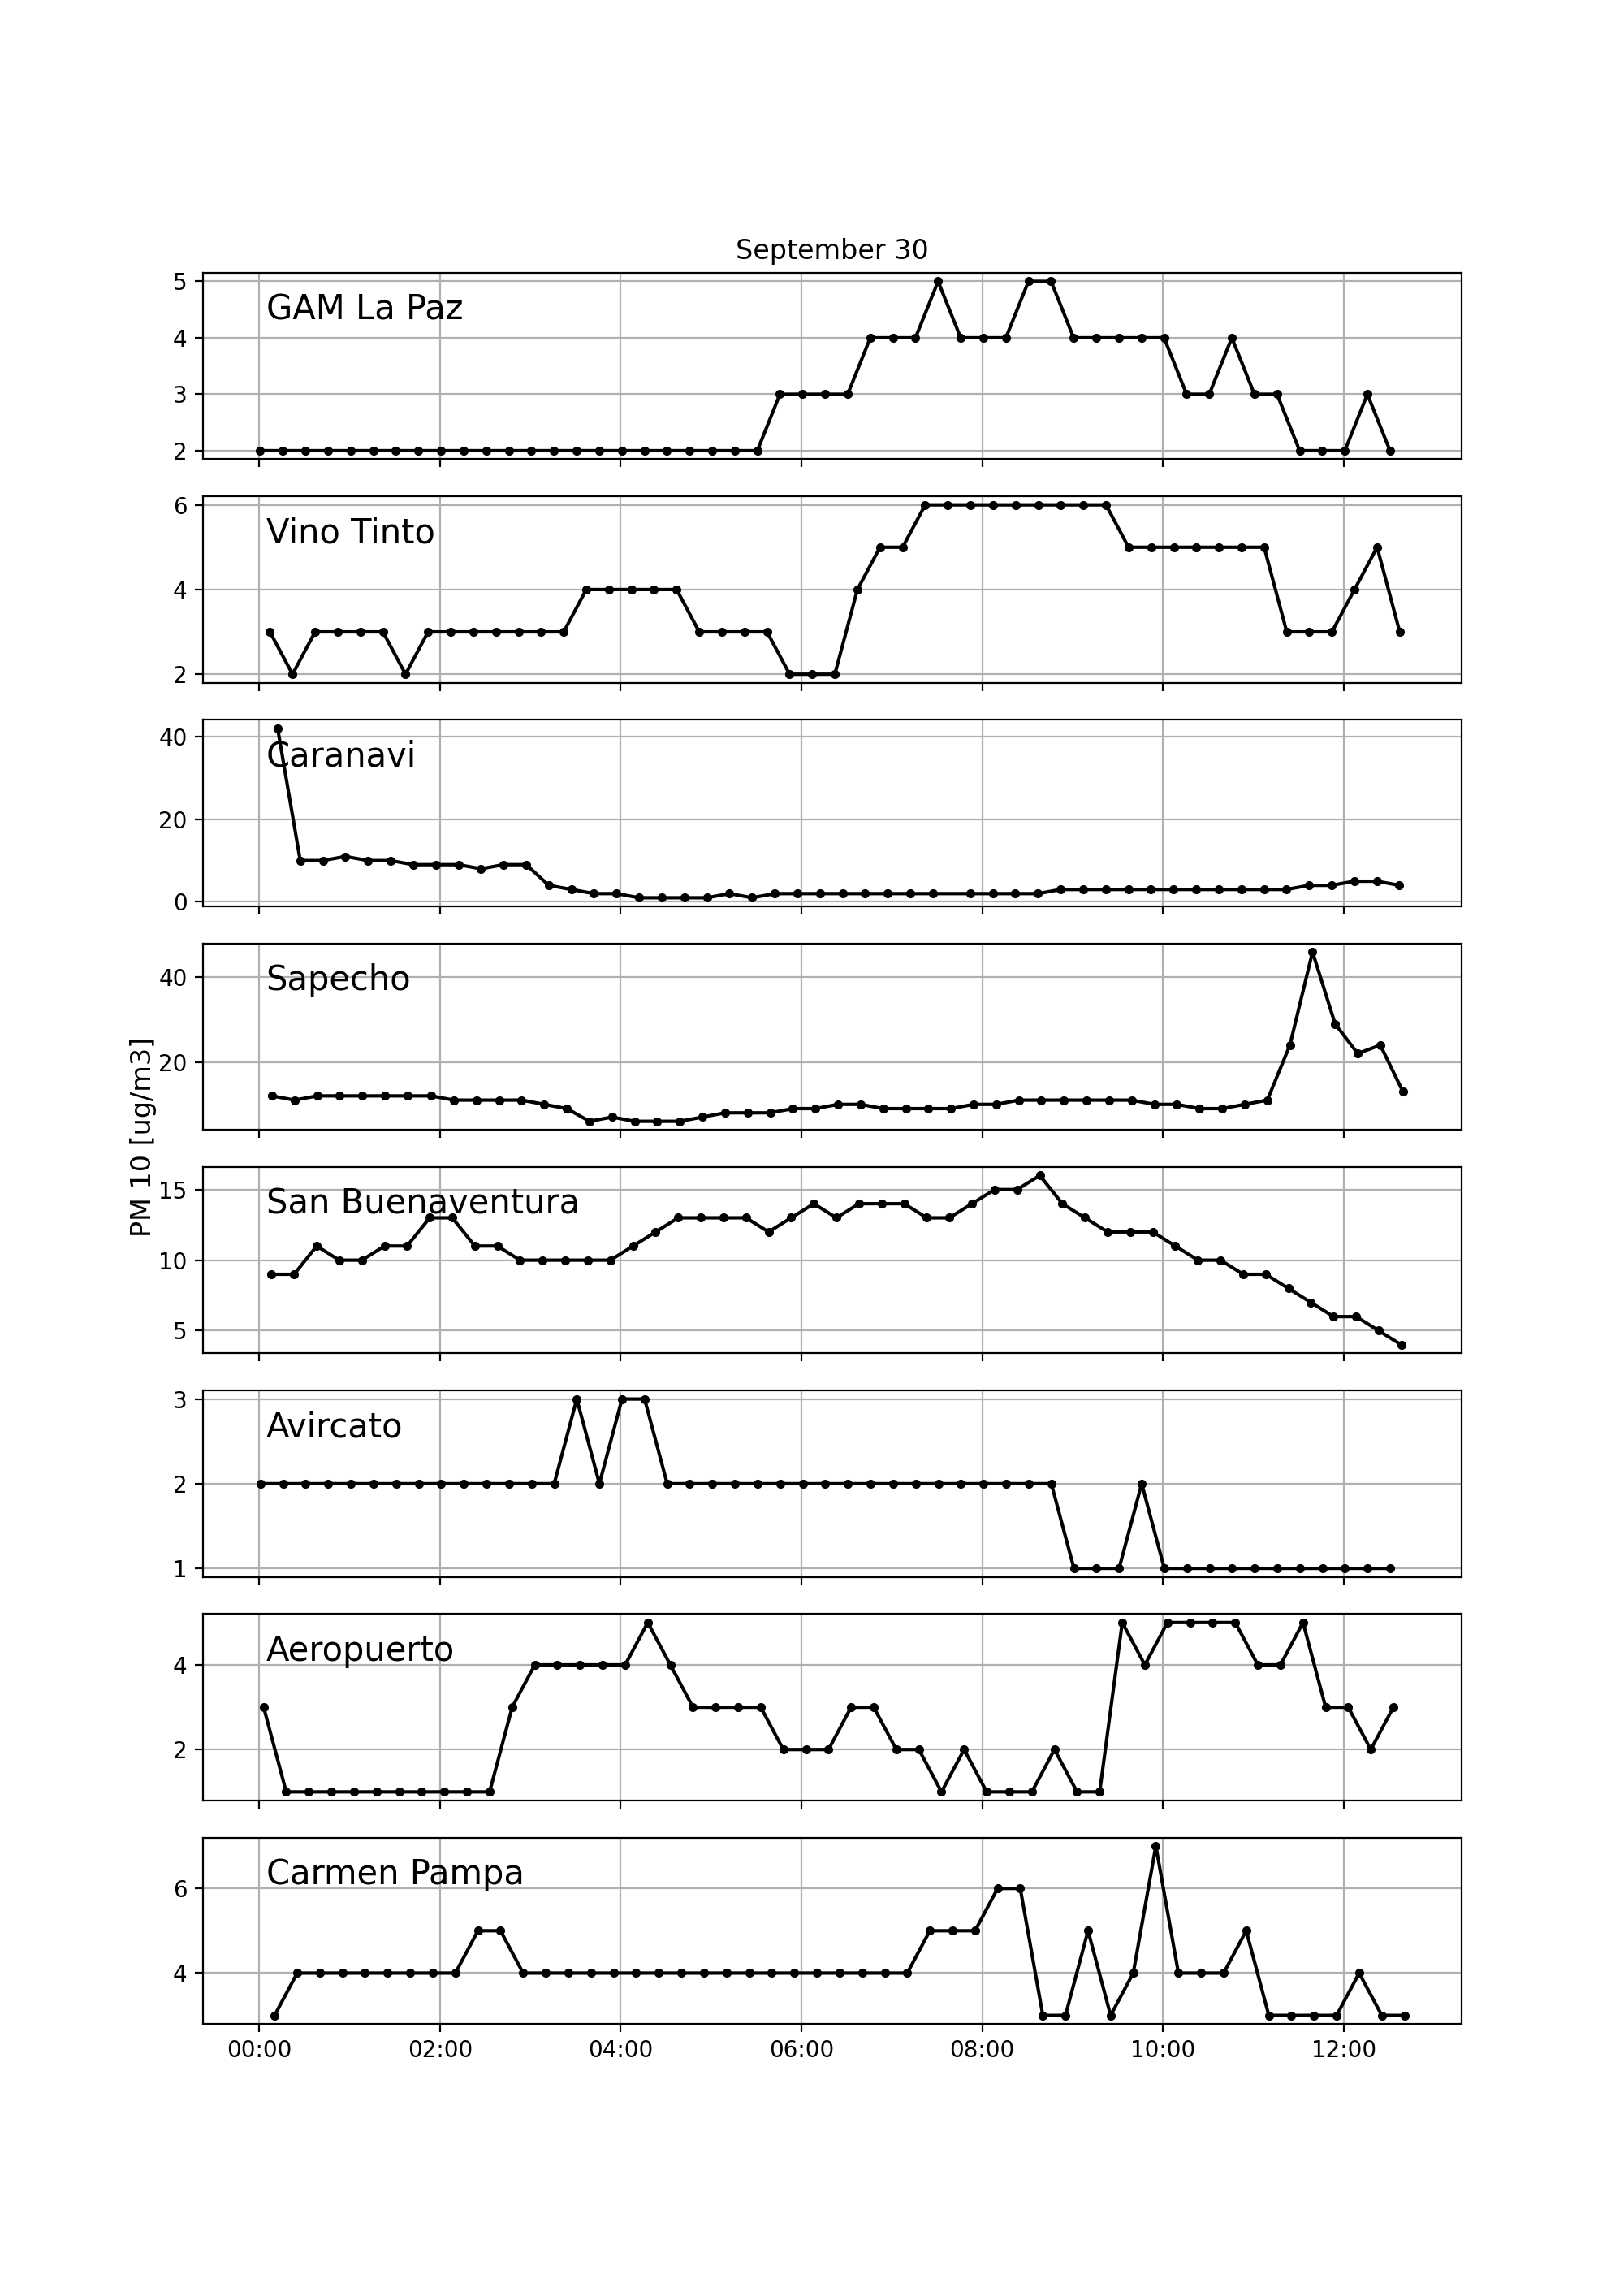 September 30
5
GAM La Paz
4
3
2
6
Vino Tinto
4
2
40
Caranavi
20
0
40
Sapecho
20
PM 10 [ug/m3]
15
San Buenaventura
10
5
3
Avircato
2
1
Aeropuerto
4
2
Carmen Pampa
6
4
00:00 02:00 04:00 06:00 08:00 10:00 12:00